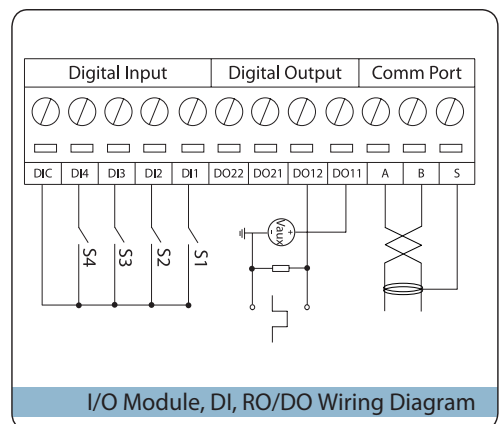 Digital Input Digital Output Comm Port
DIC DI4 DI3 DI2 DI1 DO22 DO21 DO12 DO11 A B S
S4 S3 S2 S1
- Vaux +
I/O Module, DI, RO/DO Wiring Diagram